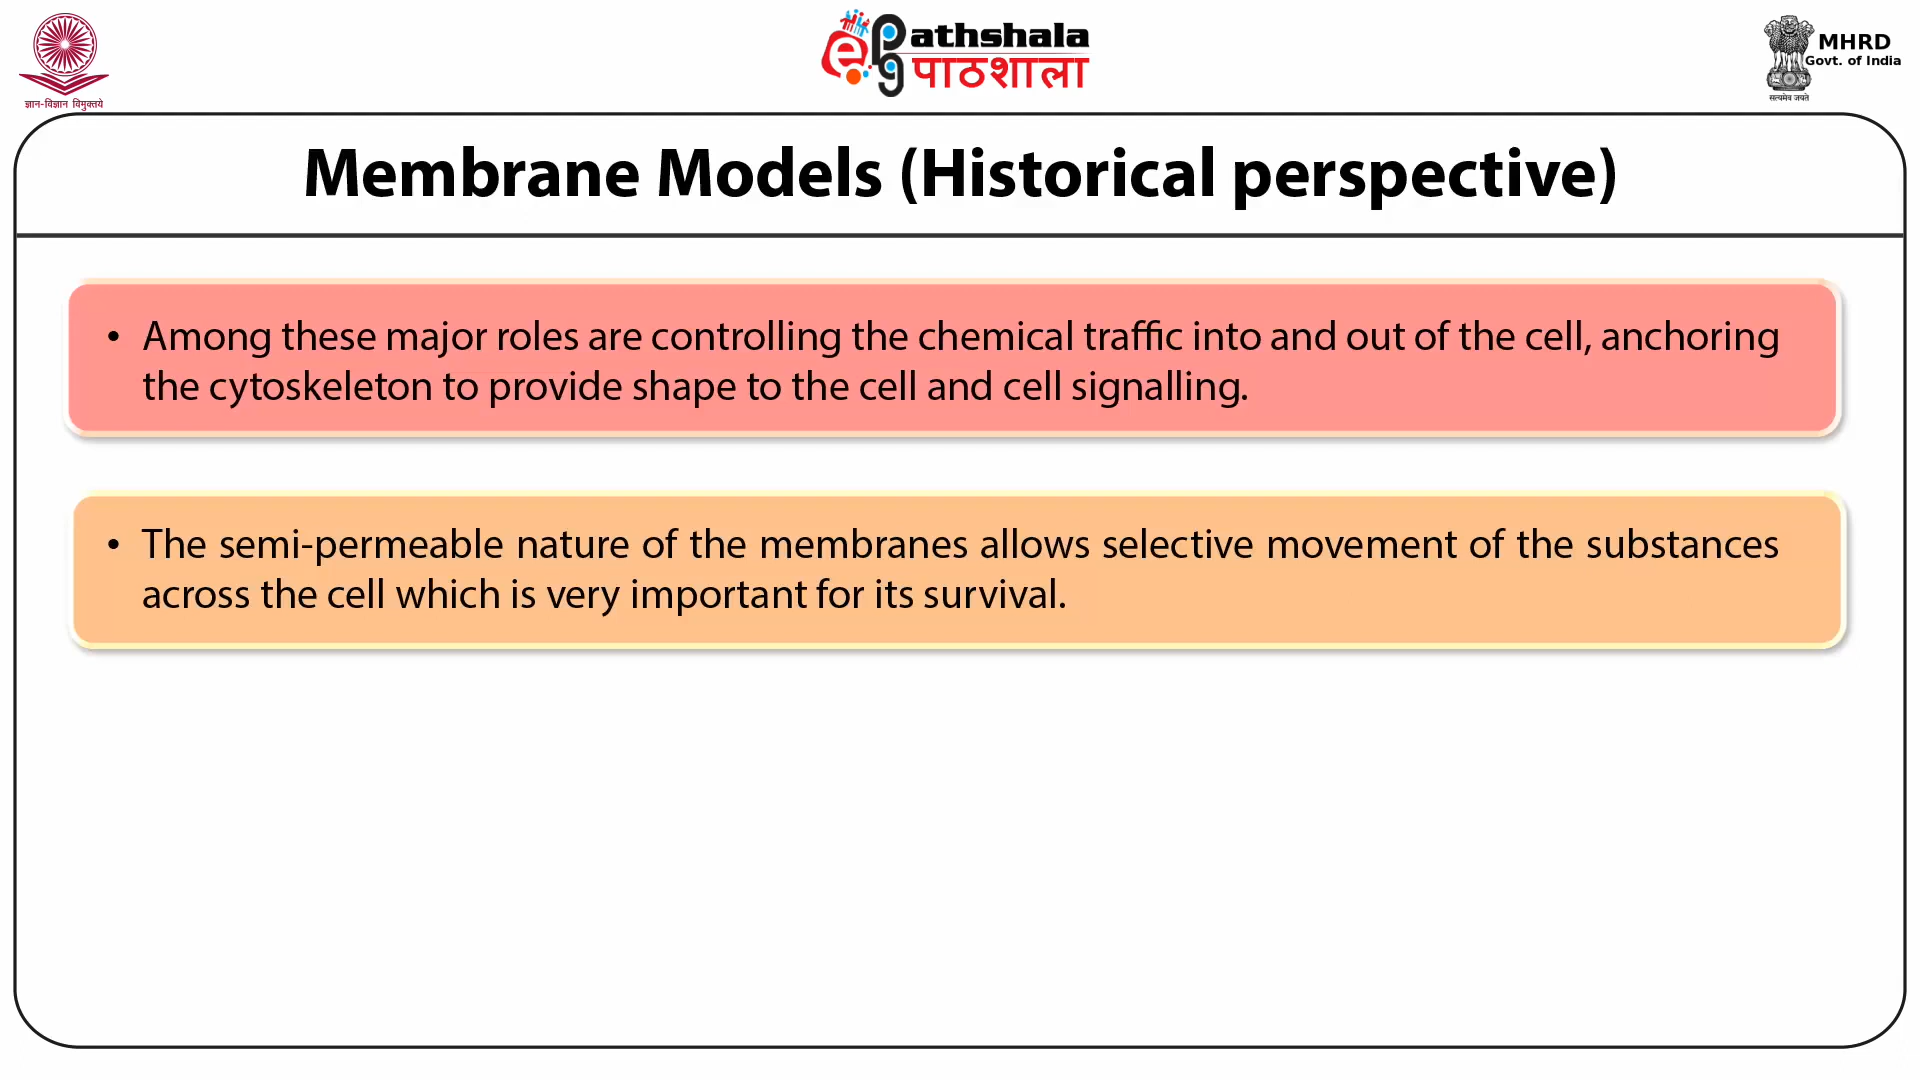 ज्ञान-विज्ञान विमुक्तये
e Pg athshala
पाठशाला
MHRD
Govt. of India
सत्यमेव जयते
Membrane Models (Historical perspective)
• Among these major roles are controlling the chemical traffic into and out of the cell, anchoring
the cytoskeleton to provide shape to the cell and cell signalling.
• The semi-permeable nature of the membranes allows selective movement of the substances
across the cell which is very important for its survival.